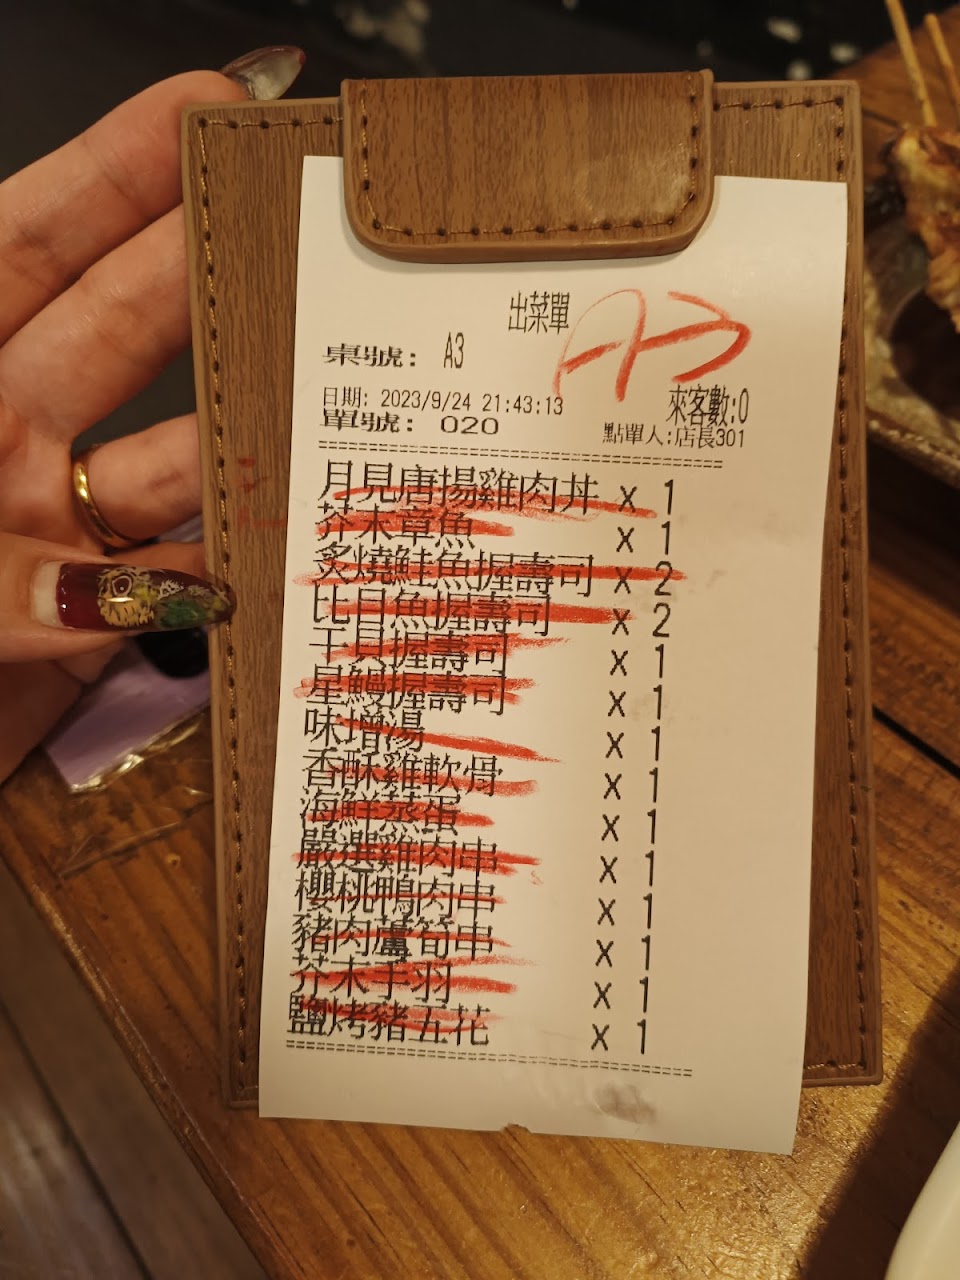 出菜單
A3
桌號: A3
日期: 2023/9/24 21:43:13
來客數:0
單號: 020
點單人:店長301
月見唐揚雞肉丼 x 1
芥末章魚 x 1
炙燒鮭魚握壽司 x 2
比目魚握壽司 x 2
干貝握壽司 x 1
星鰻握壽司 x 1
味增湯 x 1
香酥雞軟骨 x 1
海鮮蒸蛋 x 1
嚴選雞肉串 x 1
櫻桃鴨肉串 x 1
豬肉蘆筍串 x 1
芥末手羽 x 1
鹽烤豬五花 x 1